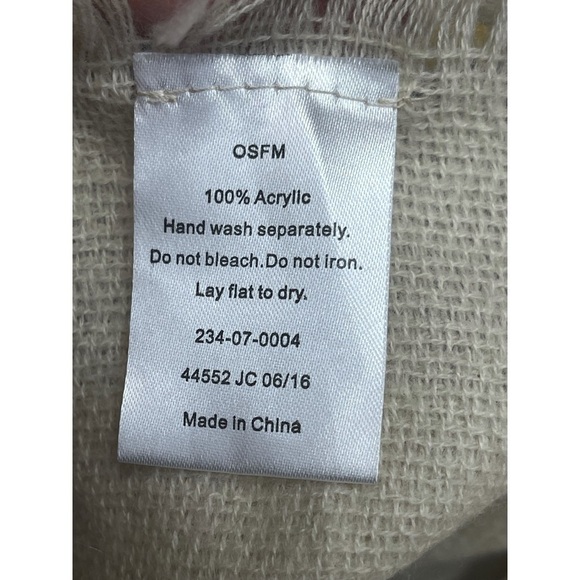 OSFM
100% Acrylic
Hand wash separately.
Do not bleach.Do not iron.
Lay flat to dry.
234-07-0004
44552 JC 06/16
Made in China